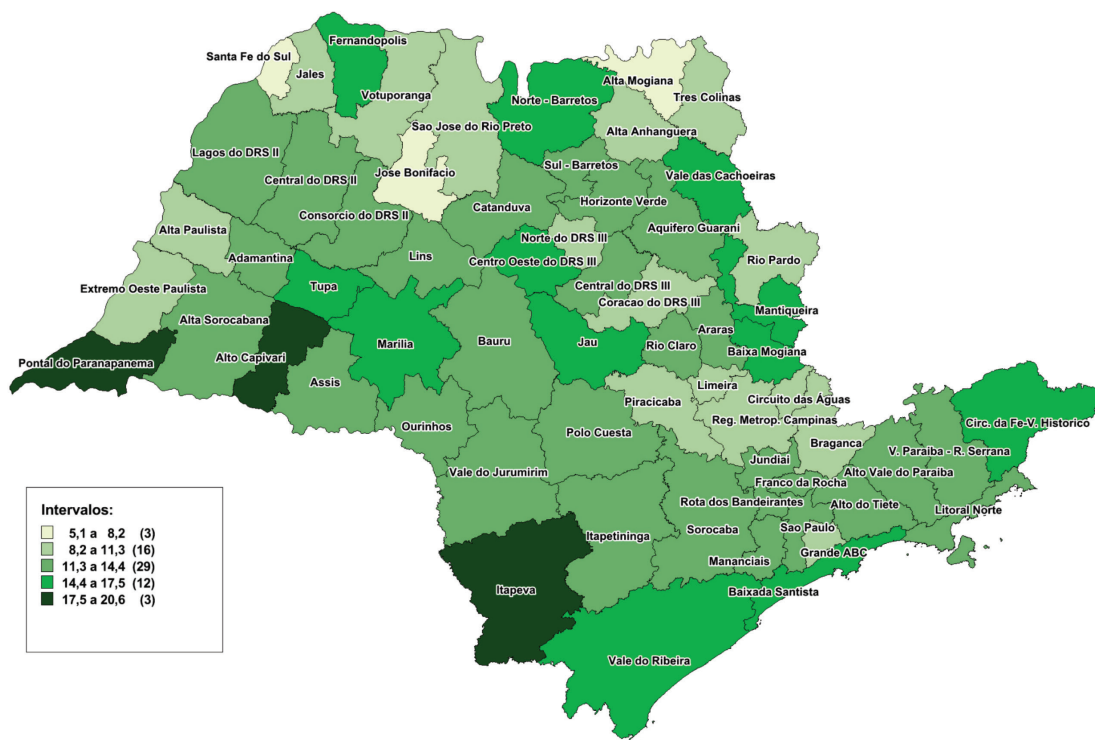 Fernandopolis
Santa Fe do Sul
Jales
Alta Mogiana
Votuporanga
Norte - Barretos
Tres Colinas
Sao Jose do Rio Preto
Alta Anhanguera
Lagos do DRS II
Sul - Barretos
Central do DRS II
Jose Bonifacio
Vale das Cachoeiras
Horizonte Verde
Catanduva
Consorcio do DRS II
Aquifero Guarani
Alta Paulista
Norte do DRS III
Adamantina
Lins
Centro Oeste do DRS III
Rio Pardo
Tupa
Central do DRS III
Extremo Oeste Paulista
Coracao do DRS III
Mantiqueira
Alta Sorocabana
Araras
Marilia
Bauru
Jau
Rio Claro
Baixa Mogiana
Pontal do Paranapanema
Alto Capivari
Assis
Limeira
Circuito das Águas
Piracicaba
Reg. Metrop. Campinas
Circ. da Fe-V. Historico
Ourinhos
Polo Cuesta
Braganca
V. Paraiba - R. Serrana
Jundiai
Vale do Jurumirim
Alto Vale do Paraiba
Franco da Rocha
Rota dos Bandeirantes
Alto do Tiete
Litoral Norte
Itapetininga
Sorocaba
Sao Paulo
Grande ABC
Mananciais
Itapeva
Baixada Santista
Vale do Ribeira
Intervalos:
5,1 a 8,2 (3)
8,2 a 11,3 (16)
11,3 a 14,4 (29)
14,4 a 17,5 (12)
17,5 a 20,6 (3)